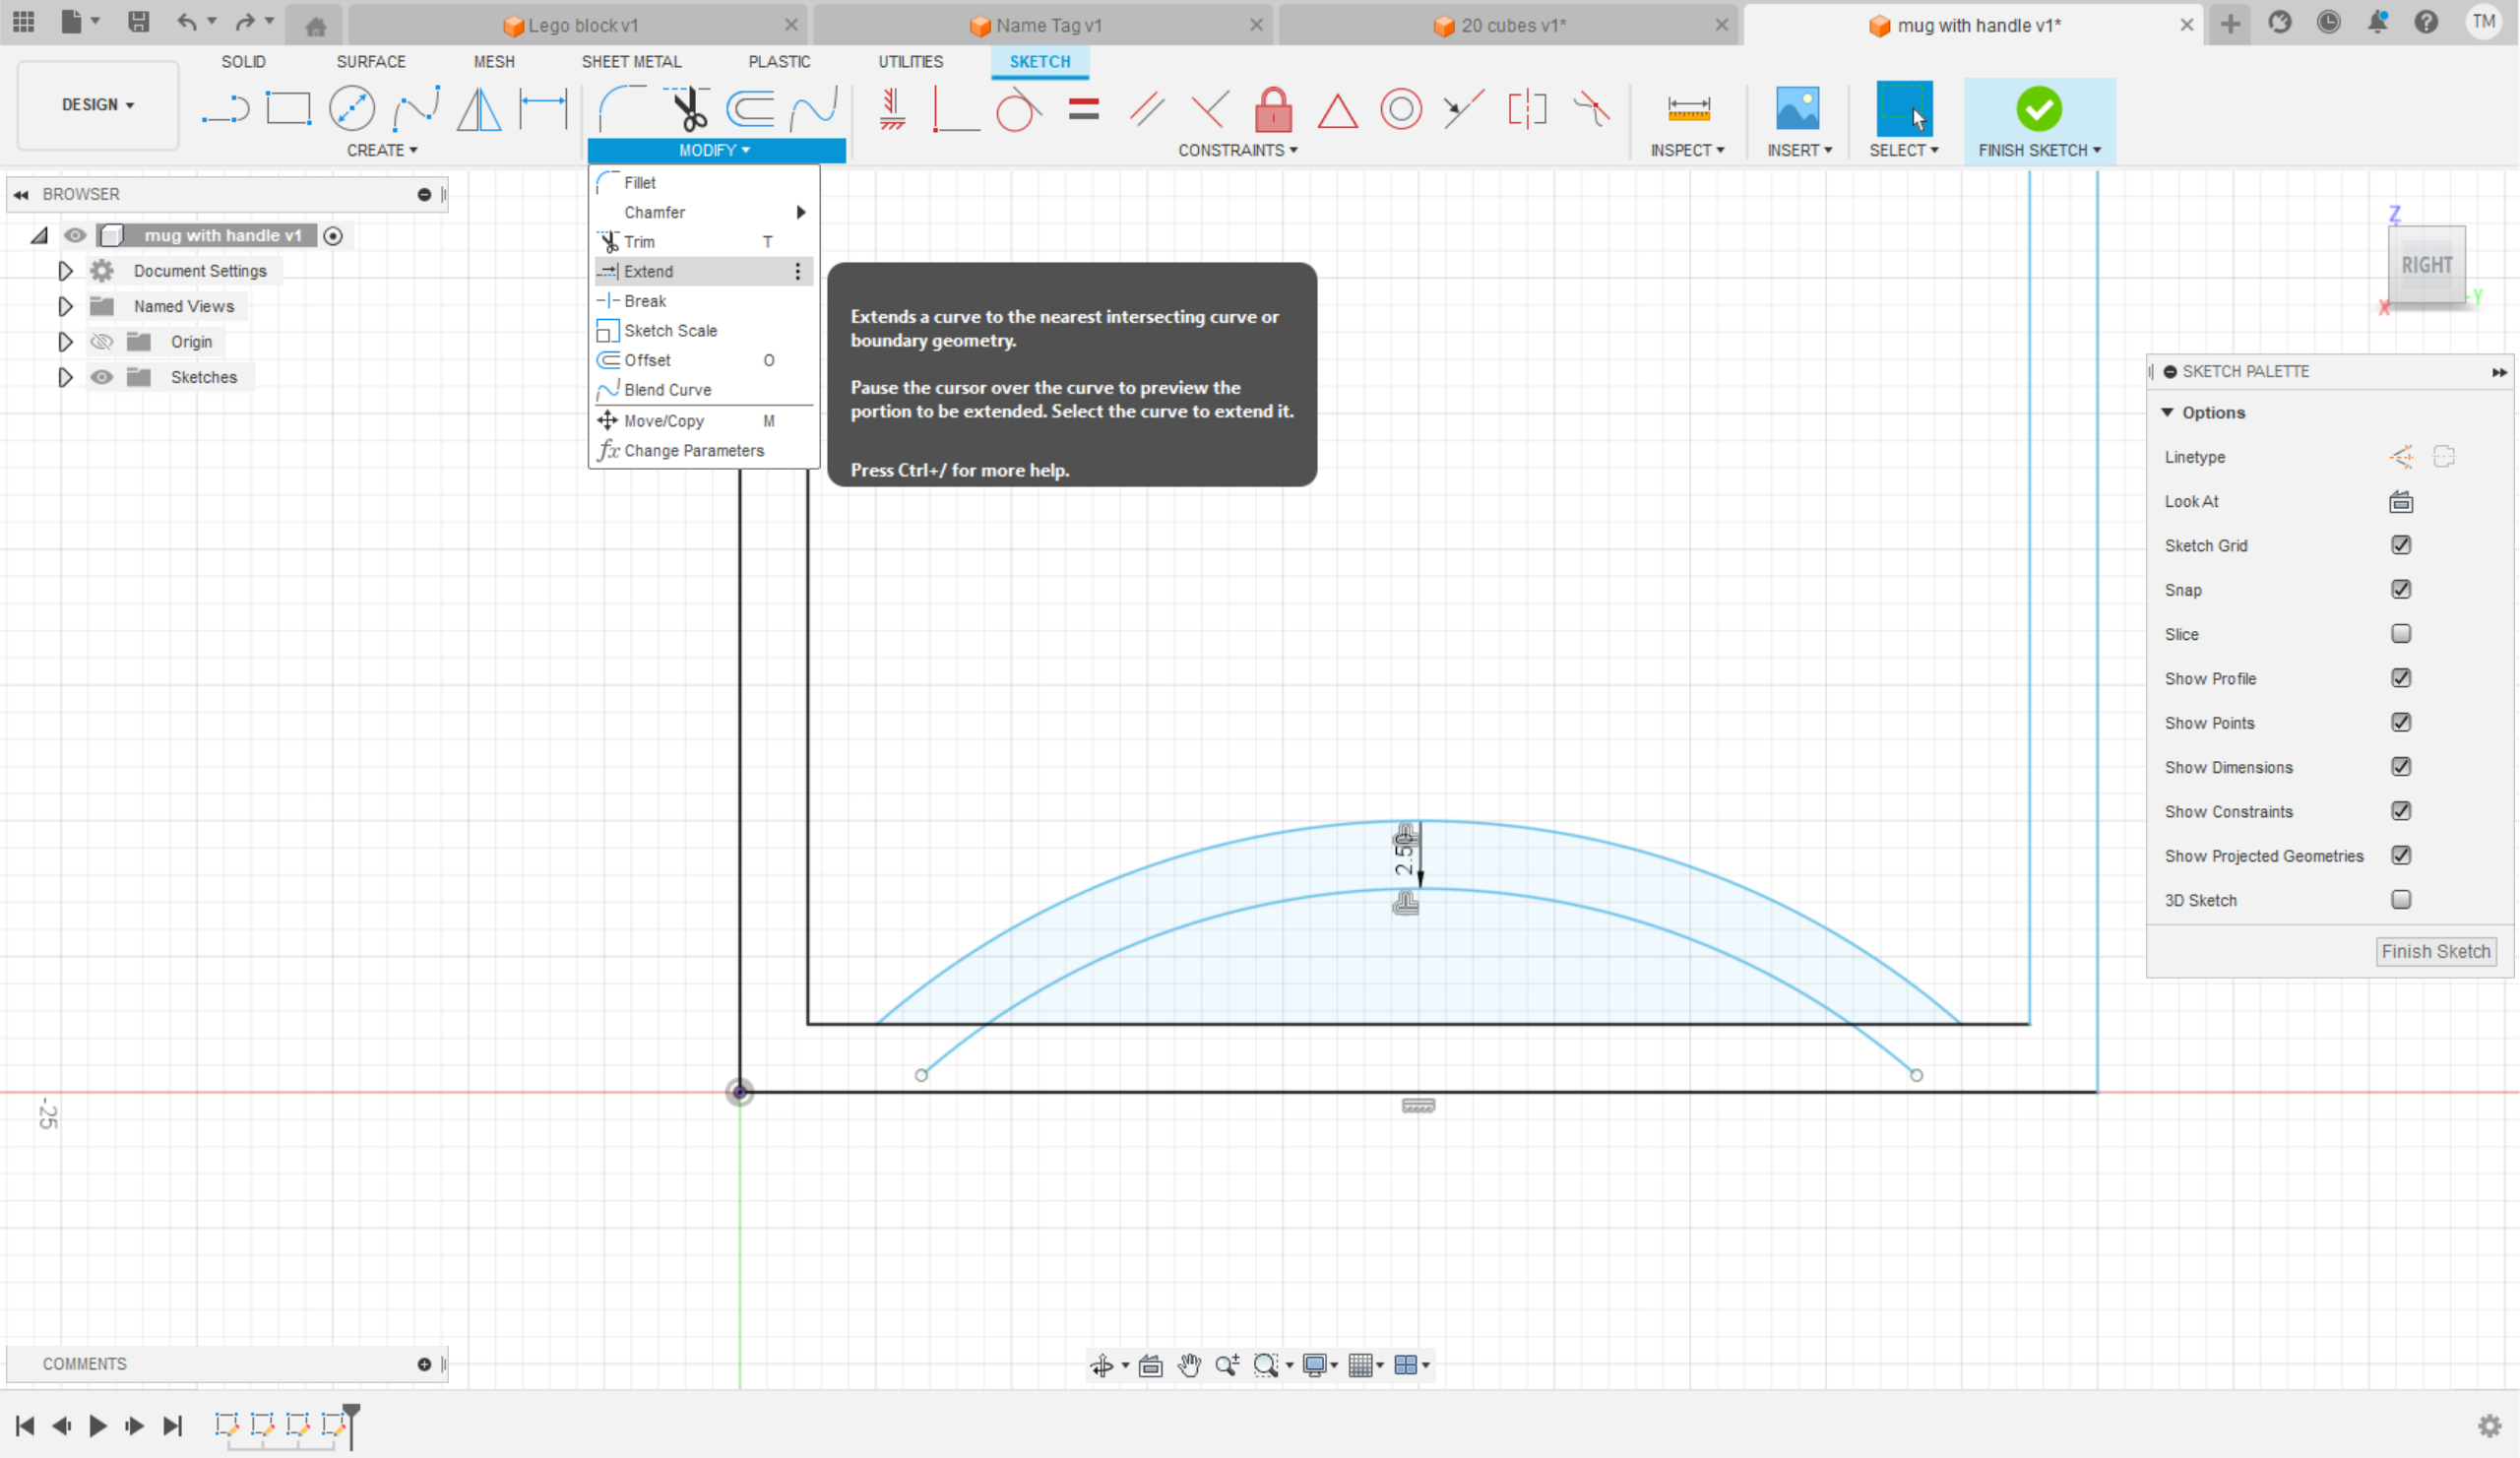 Lego block v1
Name Tag v1
20 cubes v1*
mug with handle v1*
TM
SOLID
SURFACE
MESH
SHEET METAL
PLASTIC
UTILITIES
SKETCH
DESIGN
CREATE
MODIFY
CONSTRAINTS
INSPECT
INSERT
SELECT
FINISH SKETCH
BROWSER
mug with handle v1
Document Settings
Named Views
Origin
Sketches
Fillet
Chamfer
Trim T
Extend
Break
Sketch Scale
Offset O
Blend Curve
Move/Copy M
Change Parameters
Extends a curve to the nearest intersecting curve or
boundary geometry.
Pause the cursor over the curve to preview the
portion to be extended. Select the curve to extend it.
Press Ctrl+/ for more help.
Z
RIGHT
X
-Y
SKETCH PALETTE
Options
Linetype
Look At
Sketch Grid
Snap
Slice
Show Profile
Show Points
Show Dimensions
Show Constraints
Show Projected Geometries
3D Sketch
Finish Sketch
-25
COMMENTS